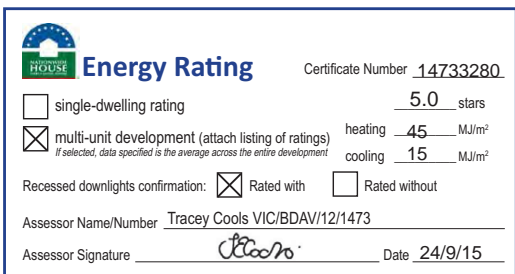 NATIONWIDE
HOUSE
Energy Rating
Certificate Number 14733280
single-dwelling rating
5.0 stars
multi-unit development (attach listing of ratings)
If selected, data specified is the average across the entire development
heating 45 MJ/m²
cooling 15 MJ/m²
Recessed downlights confirmation: Rated with Rated without
Assessor Name/Number Tracey Cools VIC/BDAV/12/1473
Assessor Signature
Date 24/9/15